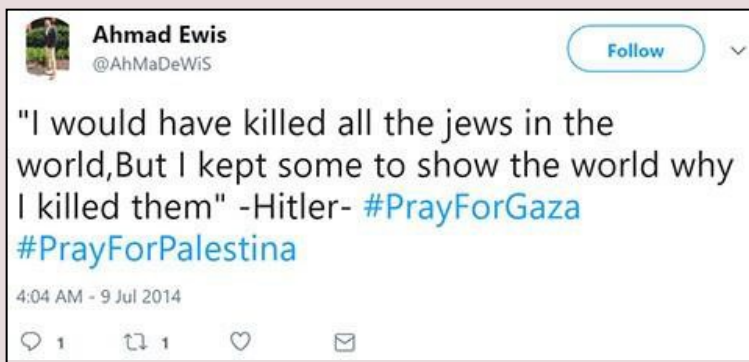 Ahmad Ewis
@AhMaDeWiS
Follow
"I would have killed all the jews in the
world,But I kept some to show the world why
I killed them" -Hitler- #PrayForGaza
#PrayForPalestina
4:04 AM - 9 Jul 2014
1 1